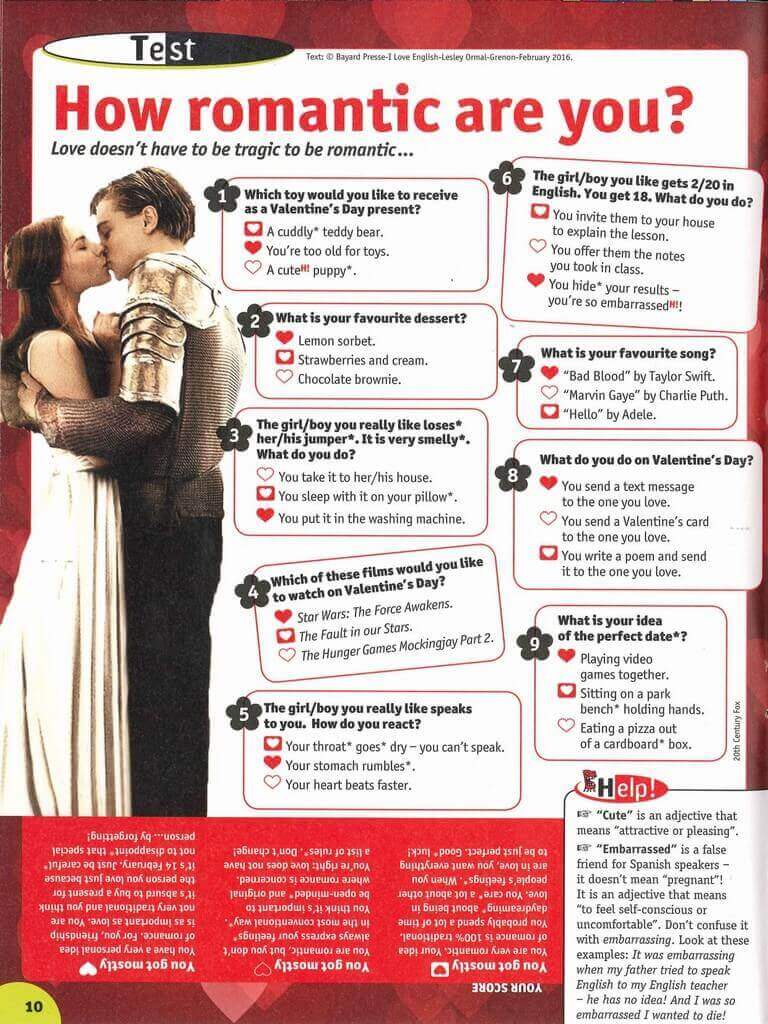 Test
Text: © Bayard Presse-I Love English-Lesley Ormal-Grenon-February 2016.
How romantic are you?
Love doesn't have to be tragic to be romantic...
1
Which toy would you like to receive
as a Valentine's Day present?
A cuddly* teddy bear.
You're too old for toys.
A cuteH! puppy*.
2
What is your favourite dessert?
Lemon sorbet.
Strawberries and cream.
Chocolate brownie.
3
The girl/boy you really like loses*
her/his jumper*. It is very smelly*.
What do you do?
You take it to her/his house.
You sleep with it on your pillow*.
You put it in the washing machine.
4
Which of these films would you like
to watch on Valentine's Day?
Star Wars: The Force Awakens.
The Fault in our Stars.
The Hunger Games Mockingjay Part 2.
5
The girl/boy you really like speaks
to you. How do you react?
Your throat* goes* dry – you can't speak.
Your stomach rumbles*.
Your heart beats faster.
6
The girl/boy you like gets 2/20 in
English. You get 18. What do you do?
You invite them to your house
to explain the lesson.
You offer them the notes
you took in class.
You hide* your results –
you're so embarrassedH!!
7
What is your favourite song?
"Bad Blood" by Taylor Swift.
"Marvin Gaye" by Charlie Puth.
"Hello" by Adele.
8
What do you do on Valentine's Day?
You send a text message
to the one you love.
You send a Valentine's card
to the one you love.
You write a poem and send
it to the one you love.
9
What is your idea
of the perfect date*?
Playing video
games together.
Sitting on a park
bench* holding hands.
Eating a pizza out
of a cardboard* box.
20th Century Fox
Help!
"Cute" is an adjective that
means "attractive or pleasing".
"Embarrassed" is a false
friend for Spanish speakers –
it doesn't mean "pregnant"!
It is an adjective that means
"to feel self-conscious or
uncomfortable". Don't confuse it
with embarrassing. Look at these
examples: It was embarrassing
when my father tried to speak
English to my English teacher
– he has no idea! And I was so
embarrassed I wanted to die!
YOUR SCORE
You got mostly
You are very romantic. Your idea
of romance is 100% traditional.
You probably spend a lot of time
daydreaming* about being in
love. You care* a lot about other
people's feelings*. When you
are in love, you want everything
to be just perfect. Good* luck!
You got mostly
You are romantic, but you don't
always express your feelings*
in the most conventional way*.
You think it's important to
be open-minded* and original
where romance is concerned.
You're right: love does not have
a list of rules*. Don't change!
You got mostly
You have a very personal idea
of romance. For you, friendship
is as important as love. You are
not very traditional and you think
it's absurd to buy a present for
the person you love just because
it's 14 February. Just be careful*
not to disappoint* that special
person... by forgetting!
10